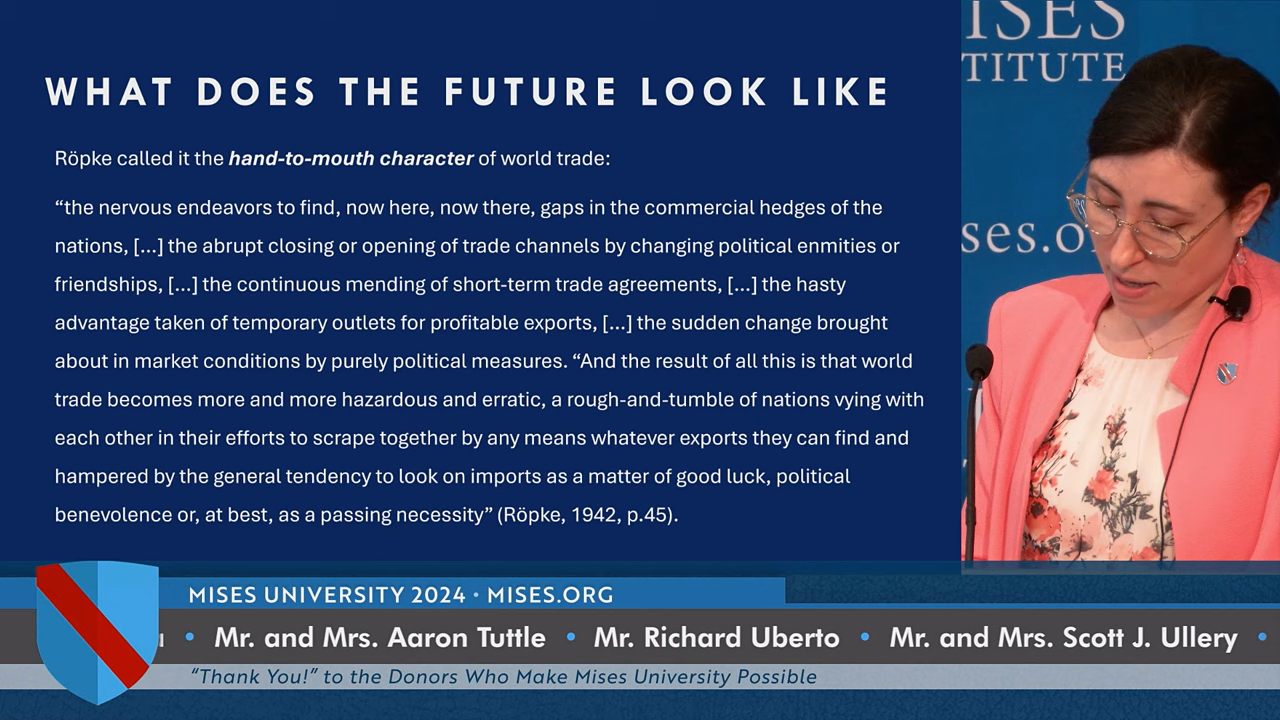 WHAT DOES THE FUTURE LOOK LIKE
Röpke called it the hand-to-mouth character of world trade:
“the nervous endeavors to find, now here, now there, gaps in the commercial hedges of the
nations, [...] the abrupt closing or opening of trade channels by changing political enmities or
friendships, [...] the continuous mending of short-term trade agreements, [...] the hasty
advantage taken of temporary outlets for profitable exports, [...] the sudden change brought
about in market conditions by purely political measures. “And the result of all this is that world
trade becomes more and more hazardous and erratic, a rough-and-tumble of nations vying with
each other in their efforts to scrape together by any means whatever exports they can find and
hampered by the general tendency to look on imports as a matter of good luck, political
benevolence or, at best, as a passing necessity” (Röpke, 1942, p.45).
ISES
TITUTE
ses.o
MISES UNIVERSITY 2024 • MISES.ORG
• Mr. and Mrs. Aaron Tuttle • Mr. Richard Uberto • Mr. and Mrs. Scott J. Ullery •
“Thank You!” to the Donors Who Make Mises University Possible